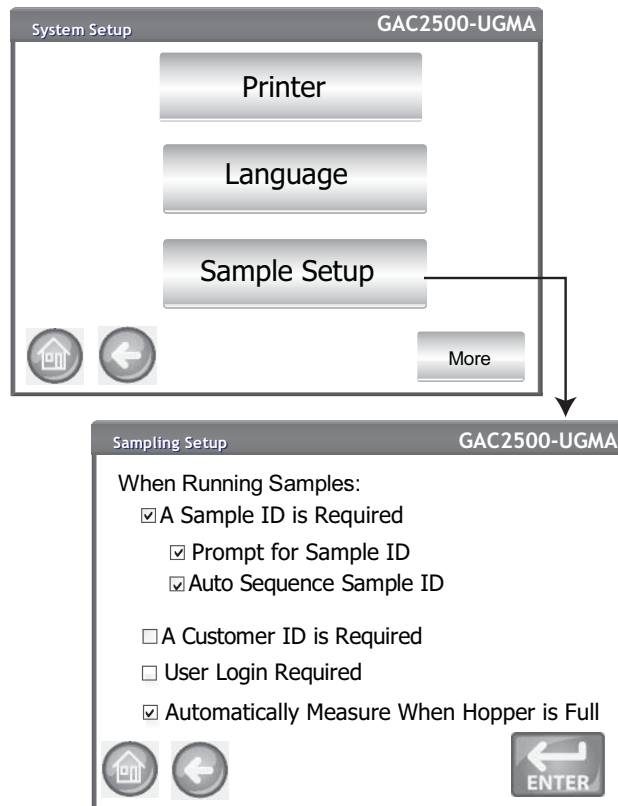 System Setup GAC2500-UGMA
Printer
Language
Sample Setup
More
Sampling Setup GAC2500-UGMA
When Running Samples:
A Sample ID is Required
Prompt for Sample ID
Auto Sequence Sample ID
A Customer ID is Required
User Login Required
Automatically Measure When Hopper is Full
ENTER